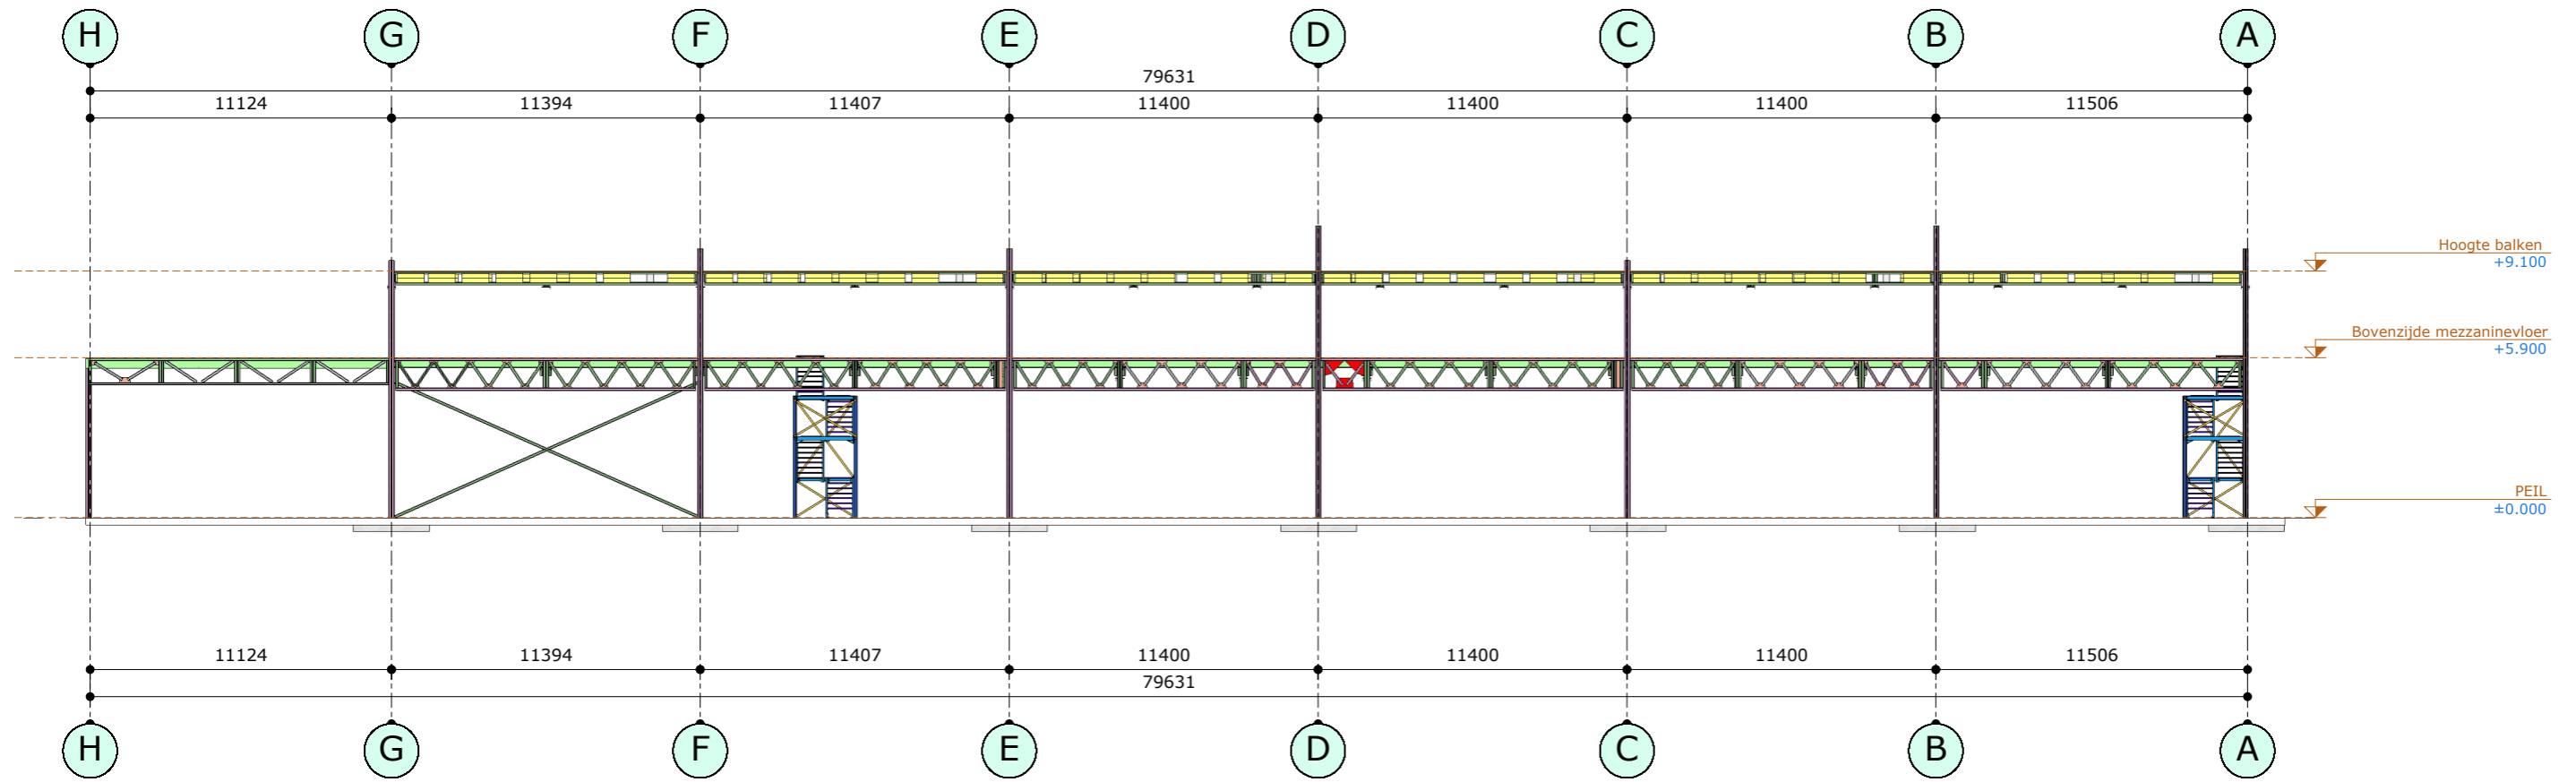 H G F E D C B A
79631
11124 11394 11407 11400 11400 11400 11506
Hoogte balken
+9.100
Bovenzijde mezzaninevloer
+5.900
PEIL
±0.000
11124 11394 11407 11400 11400 11400 11506
79631
H G F E D C B A